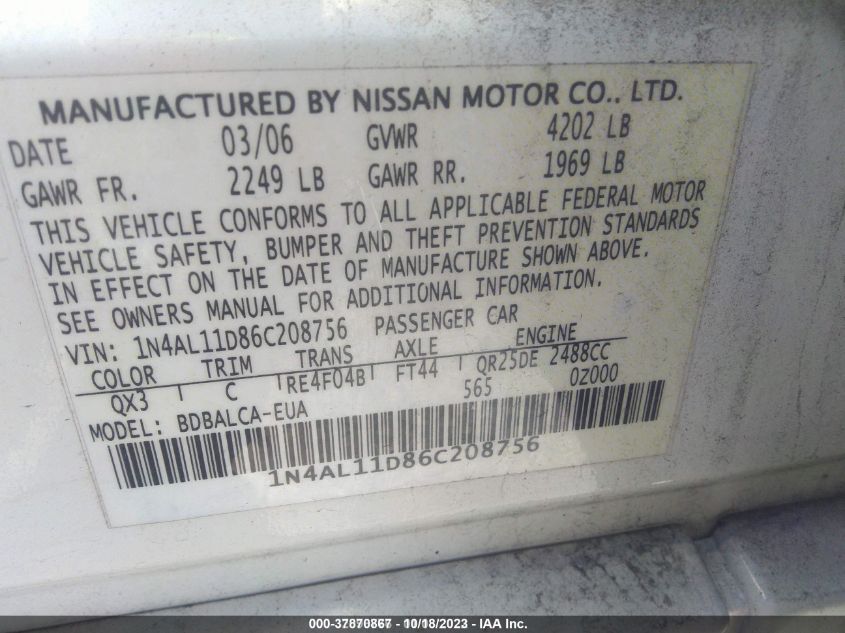 MANUFACTURED BY NISSAN MOTOR CO., LTD.
DATE 03/06 GVWR 4202 LB
GAWR FR. 2249 LB GAWR RR. 1969 LB
THIS VEHICLE CONFORMS TO ALL APPLICABLE FEDERAL MOTOR
VEHICLE SAFETY, BUMPER AND THEFT PREVENTION STANDARDS
IN EFFECT ON THE DATE OF MANUFACTURE SHOWN ABOVE.
SEE OWNERS MANUAL FOR ADDITIONAL INFORMATION.
VIN: 1N4AL11D86C208756 PASSENGER CAR
COLOR TRIM TRANS AXLE ENGINE
QX3 C RE4F04B FT44 QR25DE 2488CC
MODEL: BDBALCA-EUA 565 0Z000
1N4AL11D86C208756
000-37870867 - 10/18/2023 - IAA Inc.